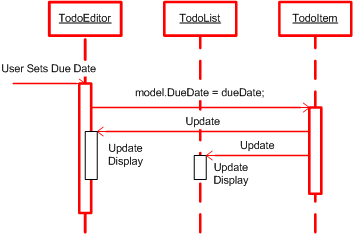 TodoEditor
TodoList
TodoItem
User Sets Due Date
model.DueDate = dueDate;
Update
Update
Display
Update
Update
Display